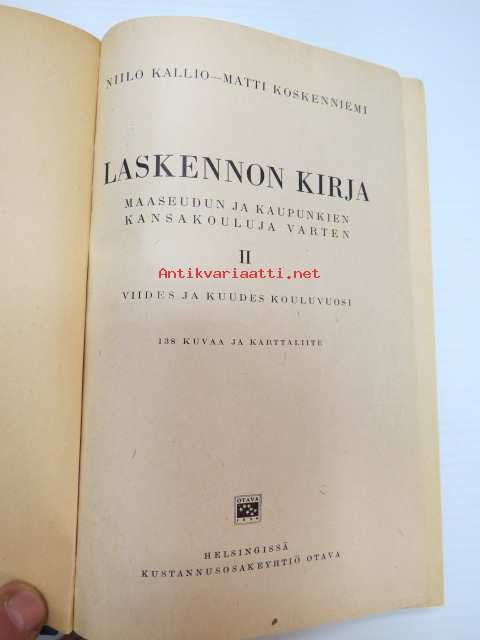 NIILO KALLIO—MATTI KOSKENNIEMI
LASKENNON KIRJA
MAASEUDUN JA KAUPUNKIEN
KANSAKOULUJA VARTEN
II
Antikvariaatti.net
VIIDES JA KUUDES KOULUVUOSI
138 KUVAA JA KARTTALIITE
OTAVA
1890
HELSINGISSÄ
KUSTANNUSOSAKEYHTIÖ OTAVA